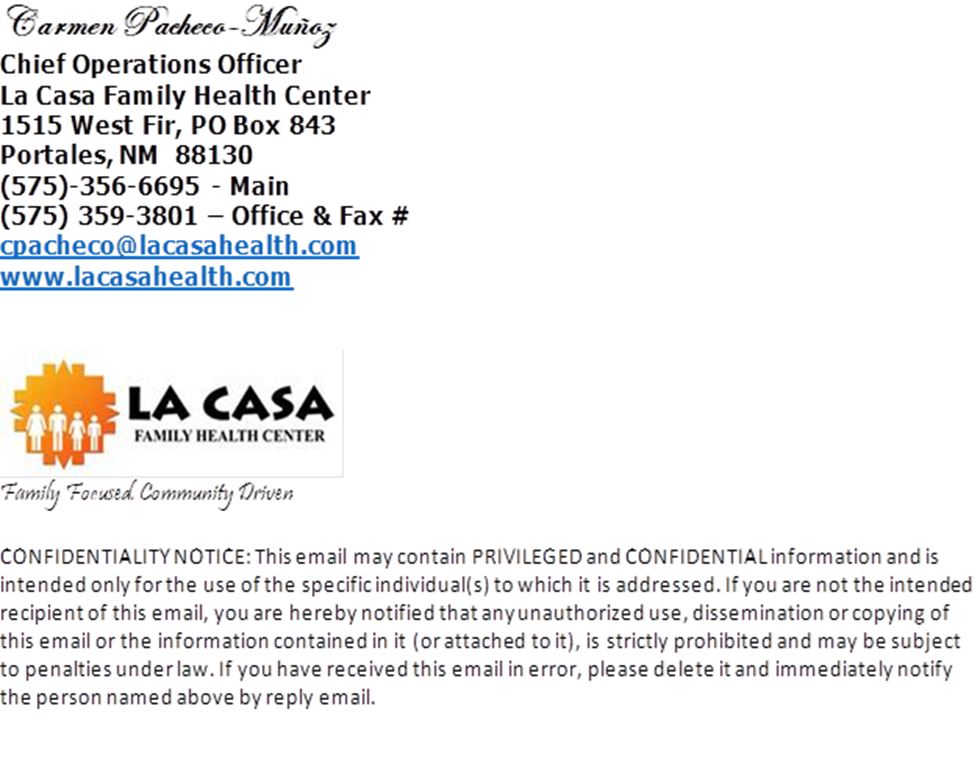 Carmen Pacheco-Muñoz
Chief Operations Officer
La Casa Family Health Center
1515 West Fir, PO Box 843
Portales, NM  88130
(575)-356-6695 - Main
(575) 359-3801 – Office & Fax #
cpacheco@lacasahealth.com
www.lacasahealth.com
LA CASA
FAMILY HEALTH CENTER
Family Focused. Community Driven
CONFIDENTIALITY NOTICE: This email may contain PRIVILEGED and CONFIDENTIAL information and is
intended only for the use of the specific individual(s) to which it is addressed. If you are not the intended
recipient of this email, you are hereby notified that any unauthorized use, dissemination or copying of
this email or the information contained in it (or attached to it), is strictly prohibited and may be subject
to penalties under law. If you have received this email in error, please delete it and immediately notify
the person named above by reply email.